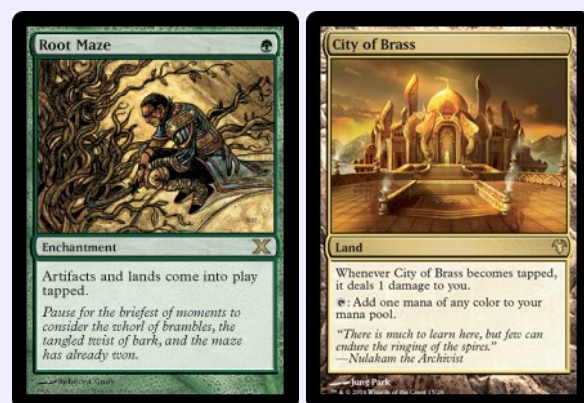 Root Maze
Enchantment
Artifacts and lands come into play
tapped.
Pause for the briefest of moments to
consider the whorl of brambles, the
tangled twist of bark, and the maze
has already won.
Rebecca Guay
City of Brass
Land
Whenever City of Brass becomes tapped,
it deals 1 damage to you.
: Add one mana of any color to your
mana pool.
"There is much to learn here, but few can
endure the ringing of the spires."
—Nulakam the Archivist
Jung Park